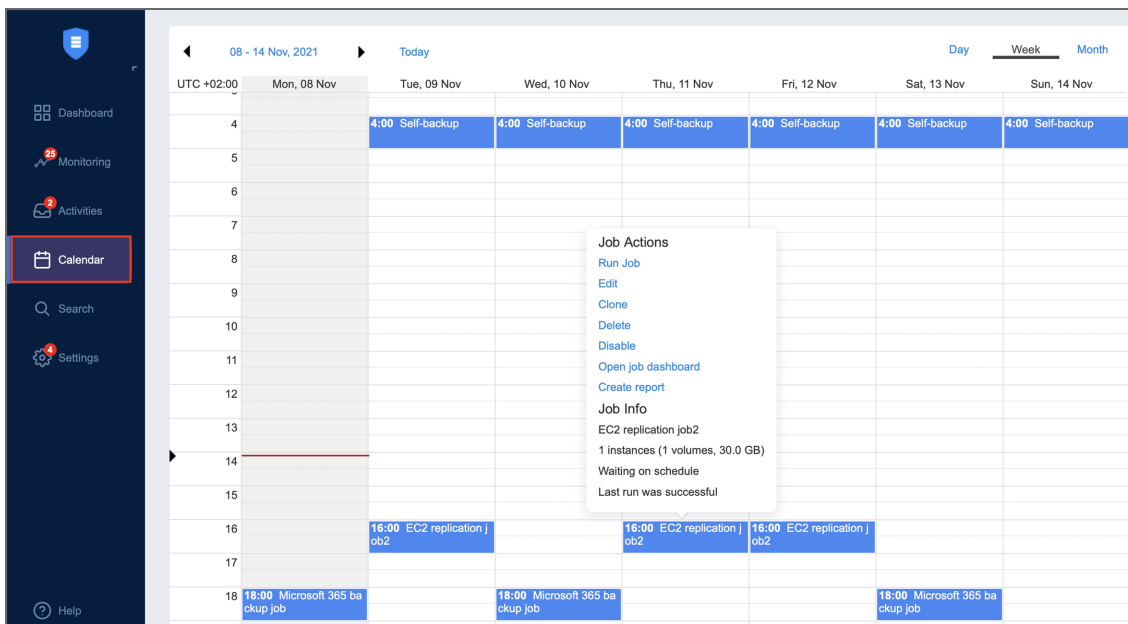 08 - 14 Nov, 2021
Today
Day
Week
Month
UTC +02:00
Mon, 08 Nov
Tue, 09 Nov
Wed, 10 Nov
Thu, 11 Nov
Fri, 12 Nov
Sat, 13 Nov
Sun, 14 Nov
Dashboard
25
Monitoring
2
Activities
Calendar
Search
4
Settings
Help
4
4:00 Self-backup
4:00 Self-backup
4:00 Self-backup
4:00 Self-backup
4:00 Self-backup
4:00 Self-backup
5
6
7
8
9
10
11
12
13
14
15
Job Actions
Run Job
Edit
Clone
Delete
Disable
Open job dashboard
Create report
Job Info
EC2 replication job2
1 instances (1 volumes, 30.0 GB)
Waiting on schedule
Last run was successful
16
16:00 EC2 replication j
ob2
16:00 EC2 replication j
ob2
16:00 EC2 replication j
ob2
17
18
18:00 Microsoft 365 ba
ckup job
18:00 Microsoft 365 ba
ckup job
18:00 Microsoft 365 ba
ckup job